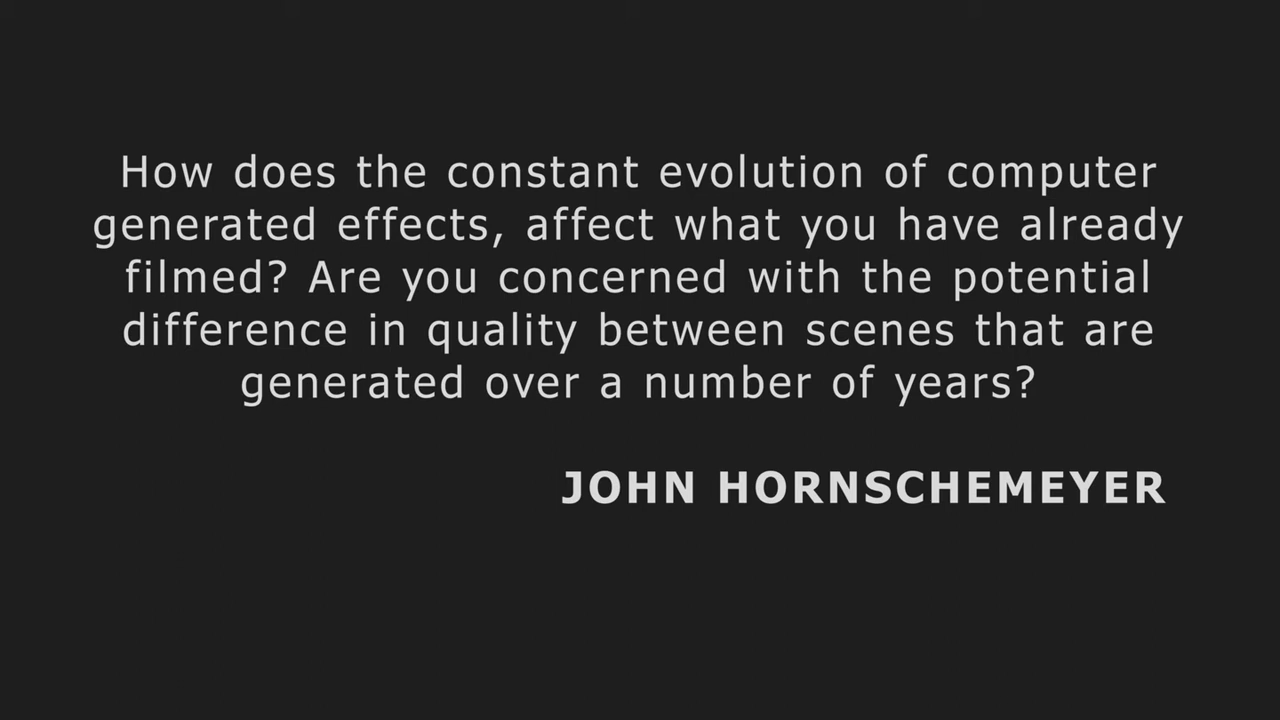 How does the constant evolution of computer
generated effects, affect what you have already
filmed? Are you concerned with the potential
difference in quality between scenes that are
generated over a number of years?
JOHN HORNSCHEMEYER